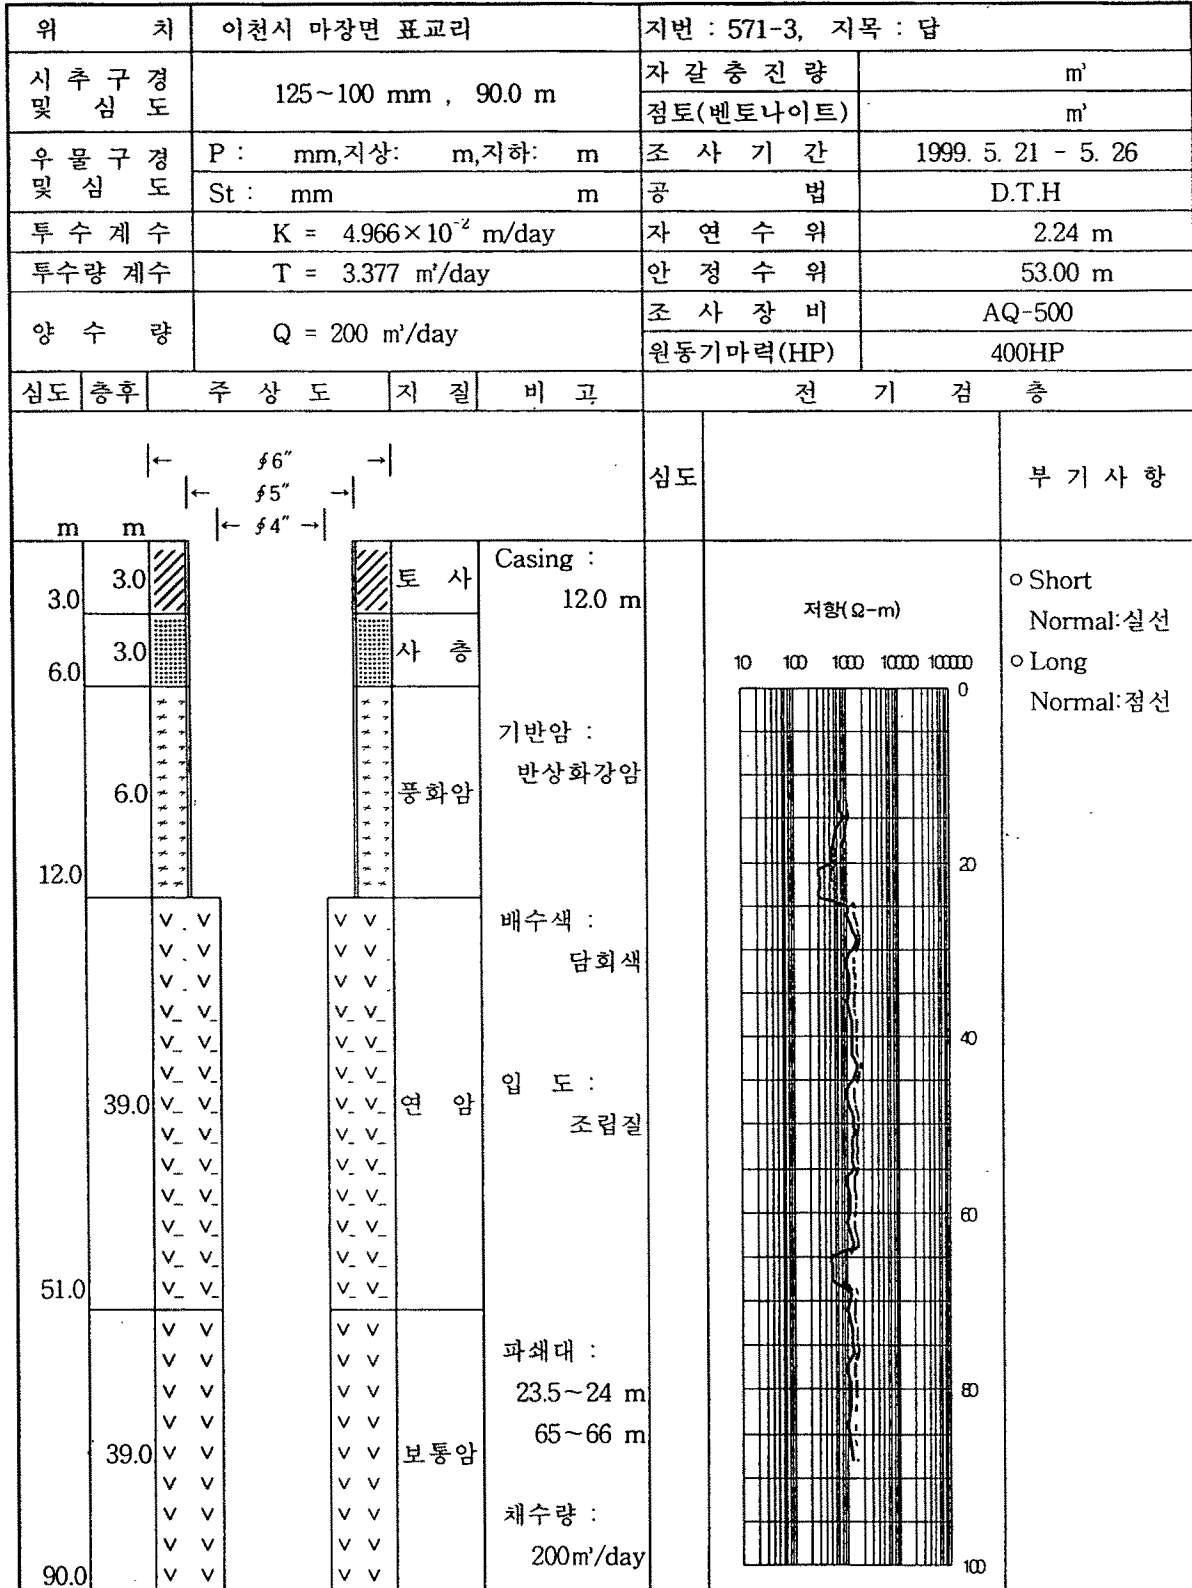 위 치 이천시 마장면 표교리 지번 : 571-3, 지목 : 답
시 추 구 경 및 심 도 125~100 mm , 90.0 m
자 갈 충 진 량 m³
점토(벤토나이트) m³
우 물 구 경 및 심 도 P : mm,지상: m,지하: m
St : mm m
조 사 기 간 1999. 5. 21 - 5. 26
공 법 D.T.H
투 수 계 수 K = 4.966×10⁻² m/day 자 연 수 위 2.24 m
투수량 계수 T = 3.377 m³/day 안 정 수 위 53.00 m
양 수 량 Q = 200 m³/day
조 사 장 비 AQ-500
원동기마력(HP) 400HP
심도 층후 주 상 도 지 질 비 고 전 기 검 층
∮6″
∮5″
∮4″
m m
심도 부 기 사 항
3.0 3.0 토 사
6.0 3.0 사 층
12.0 6.0 풍화암
51.0 39.0 연 암
90.0 39.0 보통암
Casing :
12.0 m
기반암 :
반상화강암
배수색 :
담회색
입 도 :
조립질
파쇄대 :
23.5~24 m
65~66 m
채수량 :
200m³/day
저항(Ω-m)
10 100 1000 10000 100000
0
20
40
60
80
100
○ Short
Normal:실선
○ Long
Normal:점선